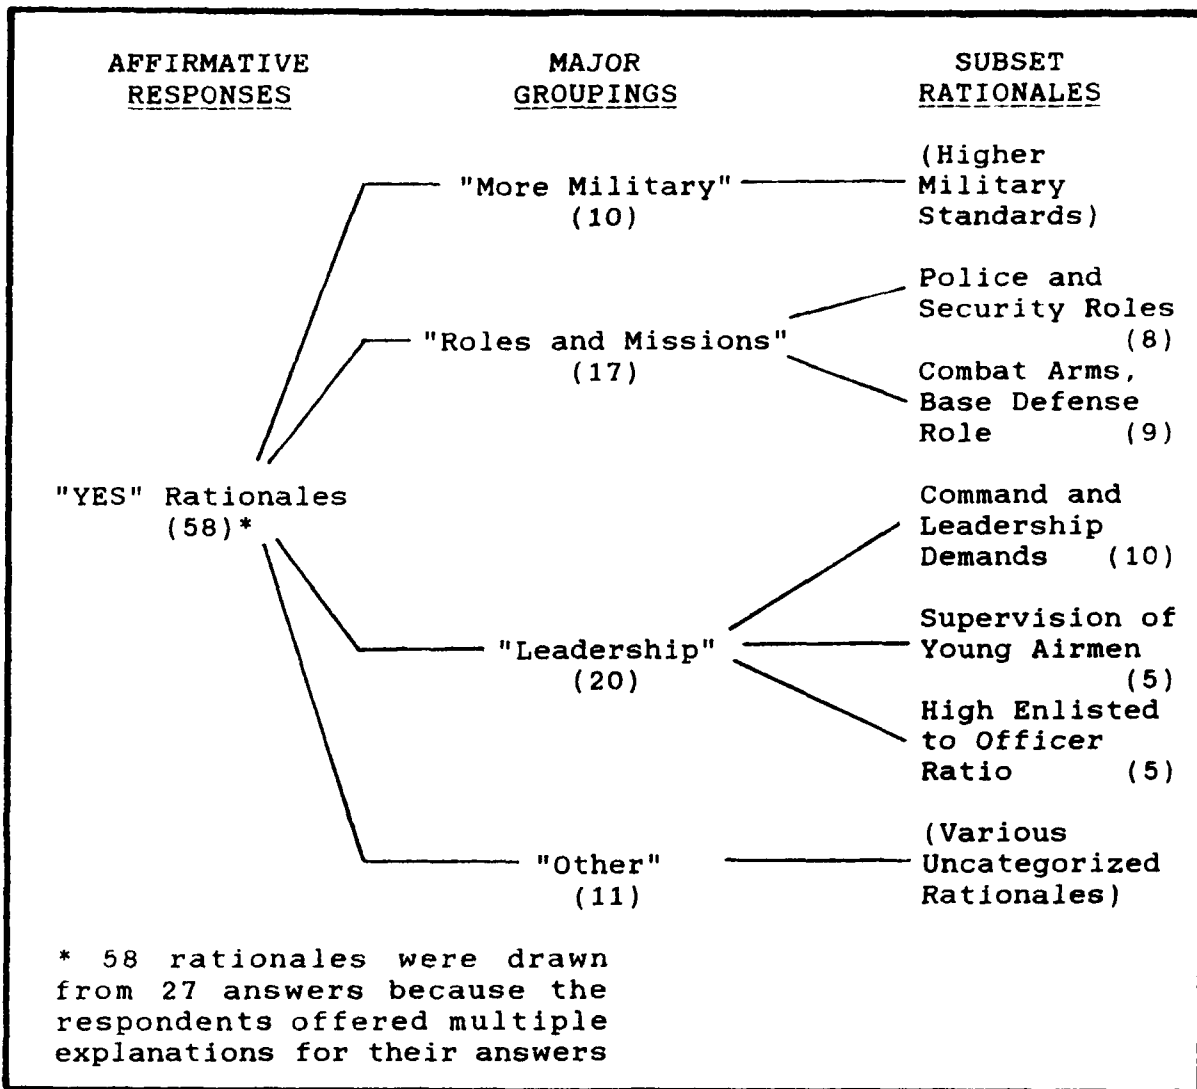 AFFIRMATIVE RESPONSES
MAJOR GROUPINGS
SUBSET RATIONALES
"YES" Rationales
(58)*
"More Military"
(10)
(Higher
Military
Standards)
"Roles and Missions"
(17)
Police and
Security Roles
(8)
Combat Arms,
Base Defense
Role (9)
"Leadership"
(20)
Command and
Leadership
Demands (10)
Supervision of
Young Airmen
(5)
High Enlisted
to Officer
Ratio (5)
"Other"
(11)
(Various
Uncategorized
Rationales)
* 58 rationales were drawn
from 27 answers because the
respondents offered multiple
explanations for their answers